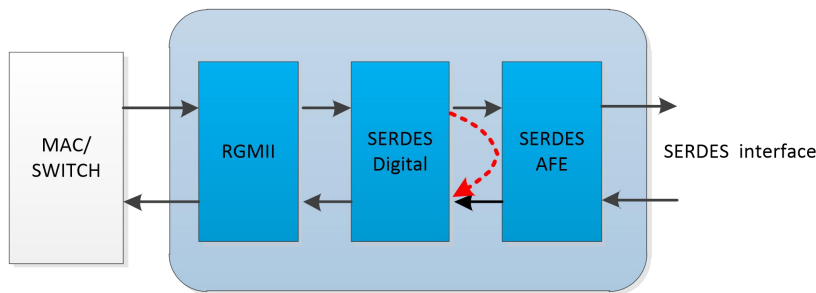 MAC/
SWITCH
RGMII
SERDES
Digital
SERDES
AFE
SERDES interface